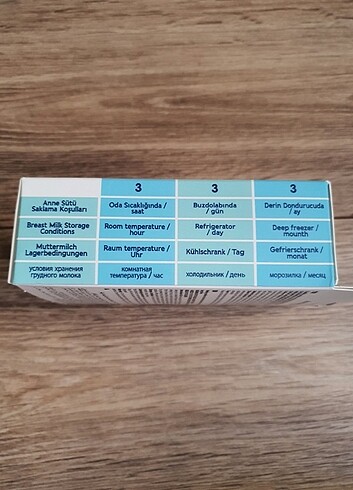 3 3 3
Anne Sütü
Saklama Koşulları
Oda Sıcaklığında /
saat
Buzdolabında
/ gün
Derin Dondurucuda
/ ay
Breast Milk Storage
Conditions
Room temperature /
hour
Refrigerator
/ day
Deep freezer /
mounth
Muttermilch
Lagerbedingungen
Raum temperature /
Uhr
Kühlschrank / Tag
Gefrierschrank /
monat
условия хранения
грудного молока
комнатная
температура / час
холодильник / день
морозилка / месяц